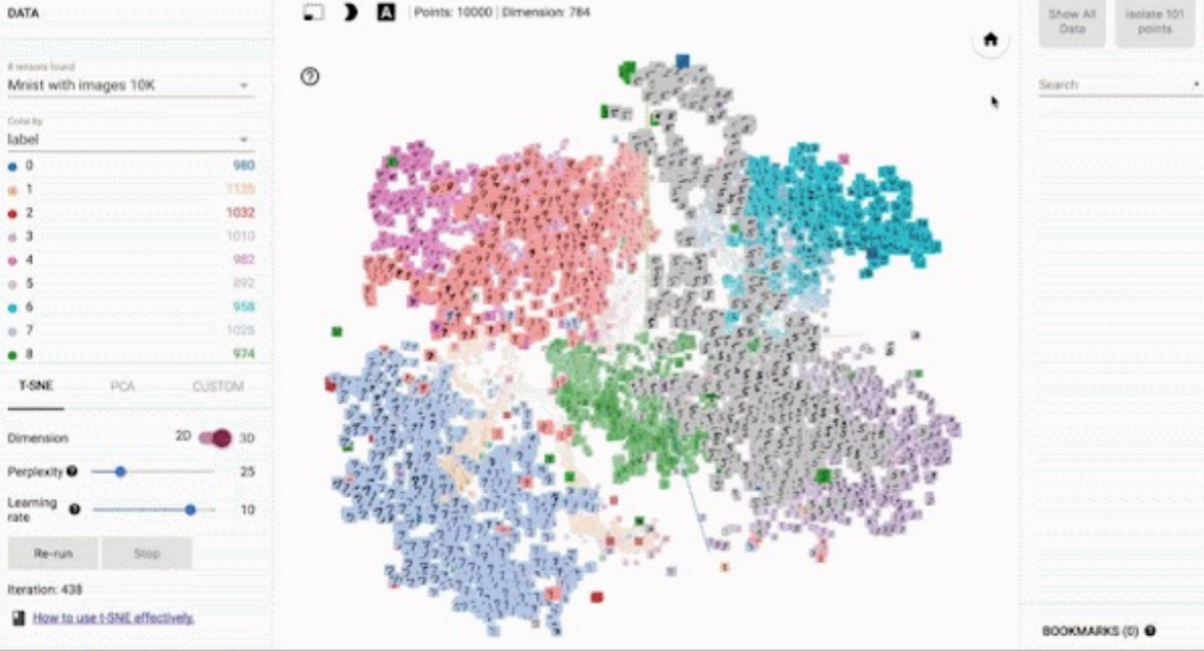 DATA
Points: 10000 | Dimension: 784
Show All Data
Isolate 101 points
8 tensors found
Mnist with images 10K
Search
Color by
label
0 980
1 1135
2 1032
3 1010
4 982
5 892
6 958
7 1028
8 974
T-SNE PCA CUSTOM
Dimension 2D 3D
Perplexity 25
Learning rate 10
Re-run Stop
Iteration: 438
How to use t-SNE effectively.
BOOKMARKS (0)